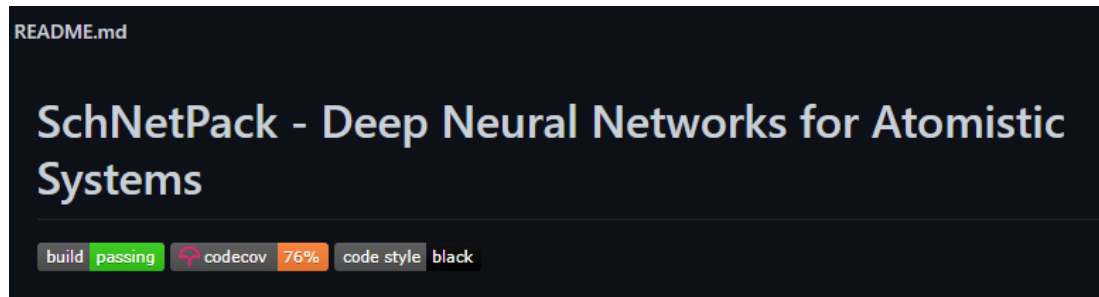 README.md
SchNetPack - Deep Neural Networks for Atomistic
Systems
build passing codecov 76% code style black